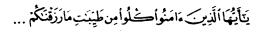 يَٰٓأَيُّهَا ٱلَّذِينَ ءَامَنُوا۟ كُلُوا۟ مِن طَيِّبَٰتِ مَا رَزَقْنَٰكُمْ ...